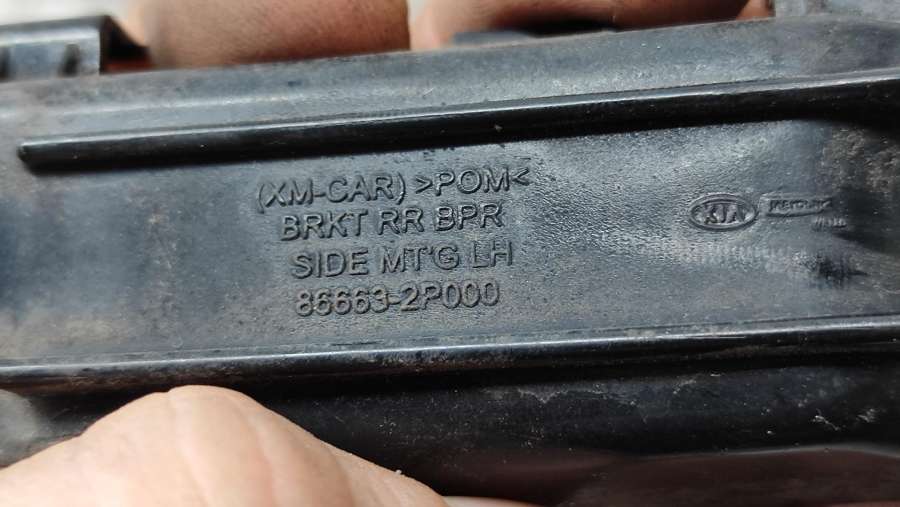 (XM-CAR) >POM<
BRKT RR BPR
SIDE MT'G LH
86663-2P000
KIA